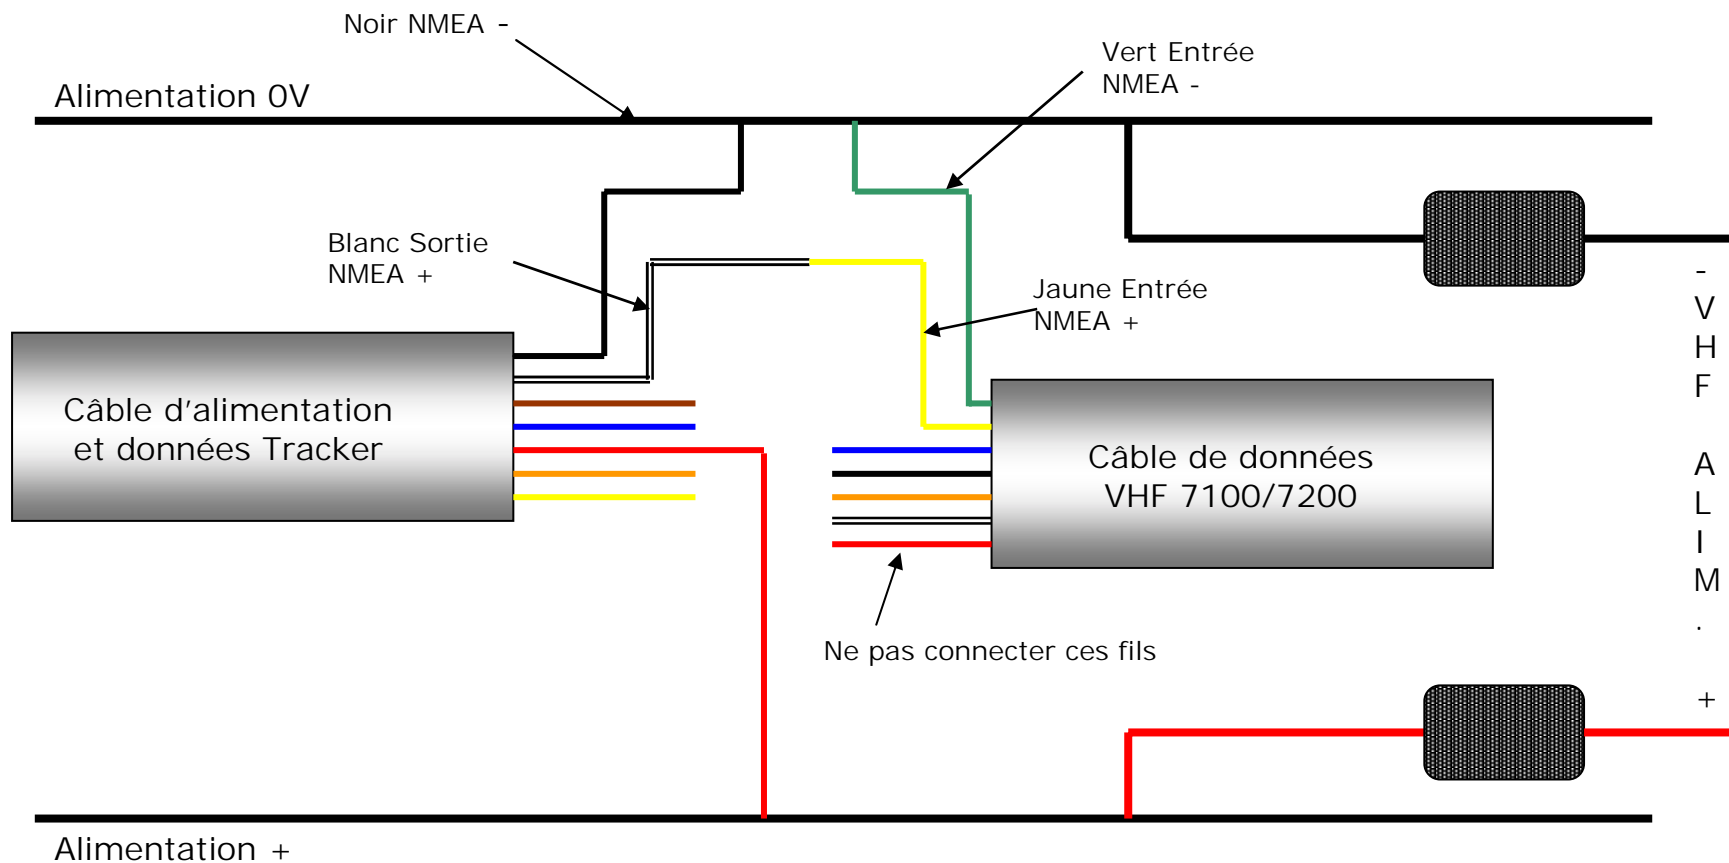 Noir NMEA -
Vert Entrée
NMEA -
Alimentation 0V
Blanc Sortie
NMEA +
Jaune Entrée
NMEA +
Câble d'alimentation
et données Tracker
Câble de données
VHF 7100/7200
Ne pas connecter ces fils
-
V
H
F
A
L
I
M
.
+
Alimentation +